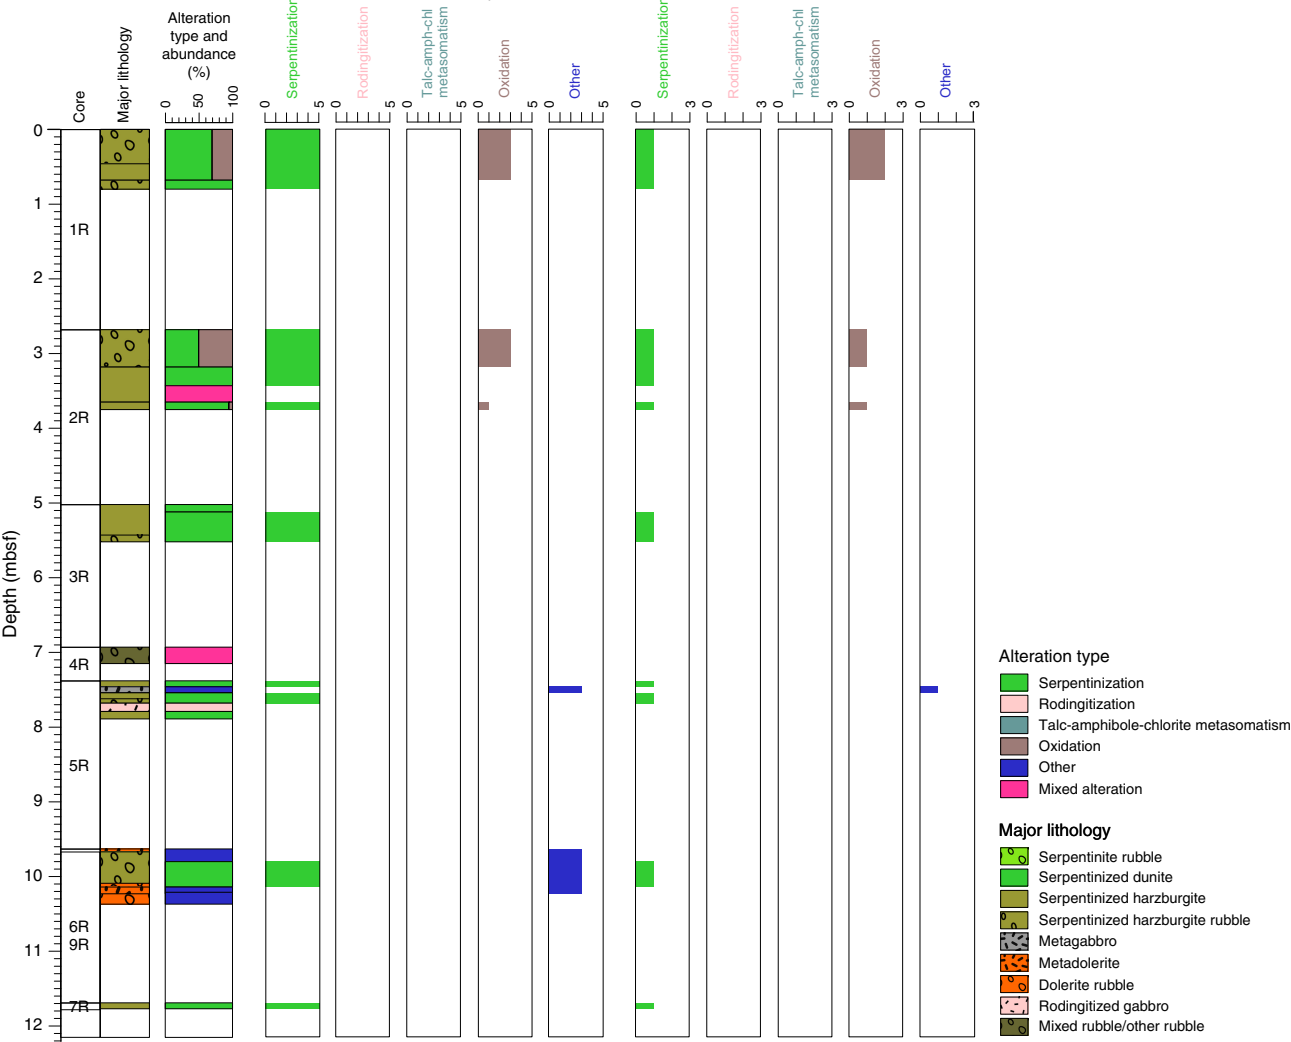 Core
Major lithology
Alteration
type and
abundance
(%)
Serpentinization
Rodingitization
Talc-amph-chl
metasomatism
Oxidation
Other
Serpentinization
Rodingitization
Talc-amph-chl
metasomatism
Oxidation
Other
0 50 100 0 5 0 5 0 5 0 5 0 5 0 3 0 3 0 3 0 3 0 3
Depth (mbsf)
0
1
1R
2
3
2R
4
5
3R
6
7
4R
8
5R
9
10
6R
9R
11
7R
12
Alteration type
Serpentinization
Rodingitization
Talc-amphibole-chlorite metasomatism
Oxidation
Other
Mixed alteration
Major lithology
Serpentinite rubble
Serpentinized dunite
Serpentinized harzburgite
Serpentinized harzburgite rubble
Metagabbro
Metadolerite
Dolerite rubble
Rodingitized gabbro
Mixed rubble/other rubble